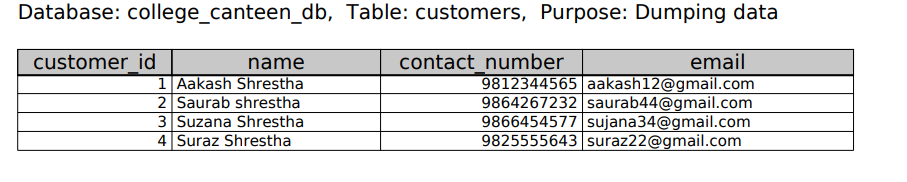 Database: college_canteen_db, Table: customers, Purpose: Dumping data
customer_id name contact_number email
1 Aakash Shrestha 9812344565 aakash12@gmail.com
2 Saurab shrestha 9864267232 saurab44@gmail.com
3 Suzana Shrestha 9866454577 sujana34@gmail.com
4 Suraz Shrestha 9825555643 suraz22@gmail.com